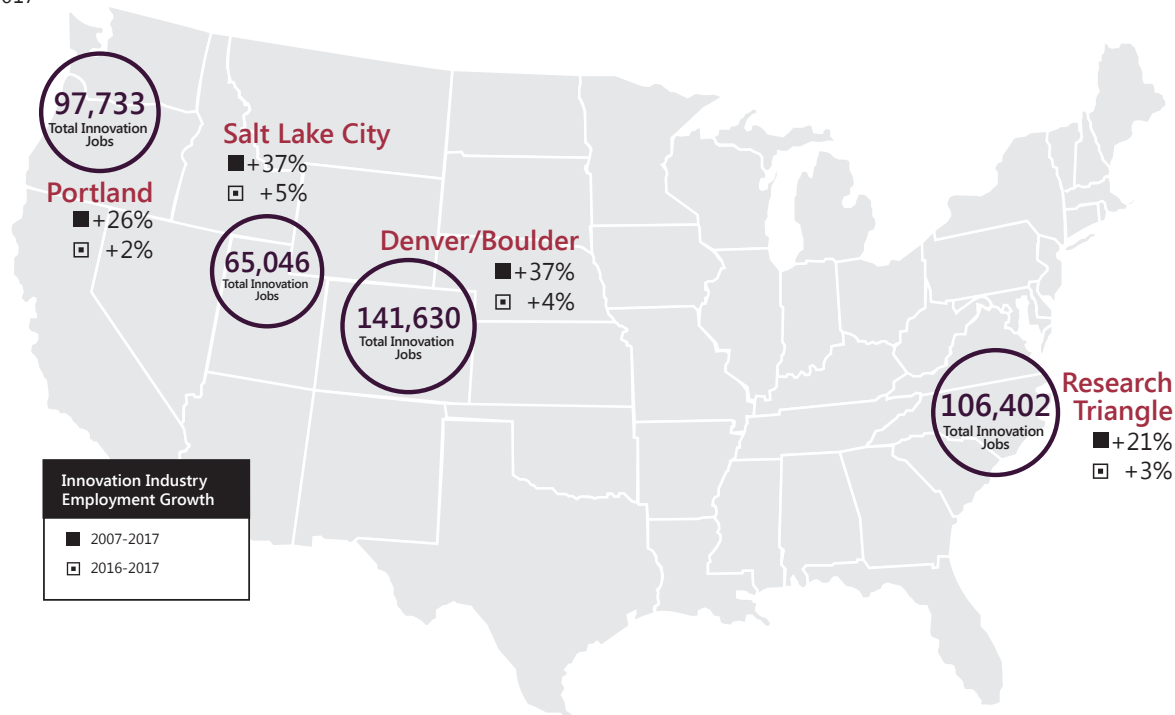 97,733
Total Innovation
Jobs
Portland
+26%
+2%
Salt Lake City
+37%
+5%
65,046
Total Innovation
Jobs
Denver/Boulder
+37%
+4%
141,630
Total Innovation
Jobs
106,402
Total Innovation
Jobs
Research
Triangle
+21%
+3%
Innovation Industry
Employment Growth
2007-2017
2016-2017